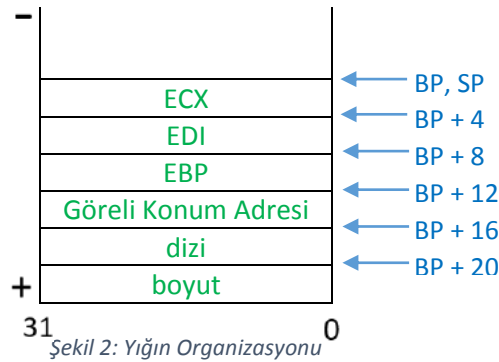 -
BP, SP
ECX
BP + 4
EDI
BP + 8
EBP
BP + 12
Göreli Konum Adresi
BP + 16
dizi
BP + 20
+
boyut
31
0
Şekil 2: Yığın Organizasyonu